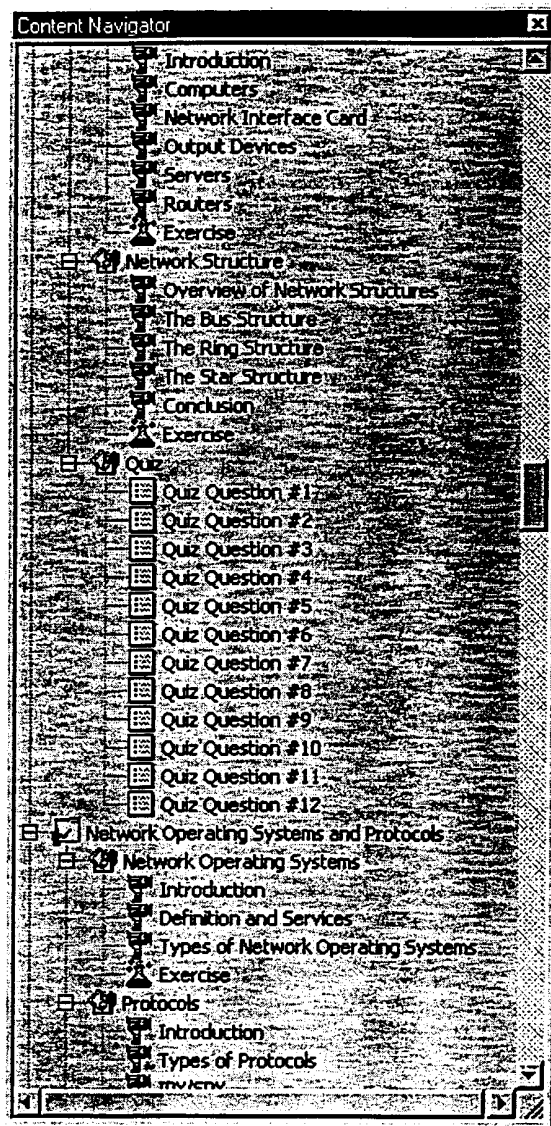 Content Navigator
Introduction
Computers
Network Interface Card
Output Devices
Servers
Routers
Exercise
Network Structure
Overview of Network Structures
The Bus Structure
The Ring Structure
The Star Structure
Conclusion
Exercise
Quiz
Quiz Question #1
Quiz Question #2
Quiz Question #3
Quiz Question #4
Quiz Question #5
Quiz Question #6
Quiz Question #7
Quiz Question #8
Quiz Question #9
Quiz Question #10
Quiz Question #11
Quiz Question #12
Network Operating Systems and Protocols
Network Operating Systems
Introduction
Definition and Services
Types of Network Operating Systems
Exercise
Protocols
Introduction
Types of Protocols